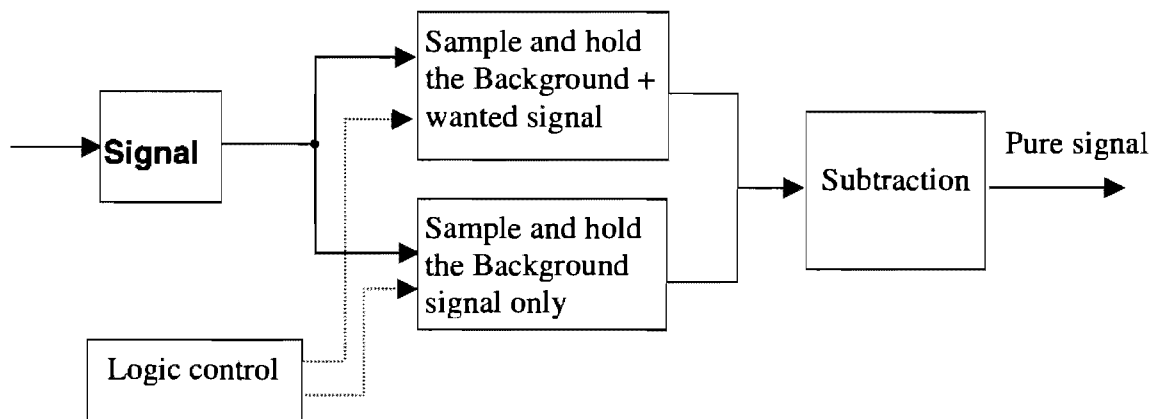 Signal
Sample and hold
the Background +
wanted signal
Sample and hold
the Background
signal only
Logic control
Subtraction
Pure signal